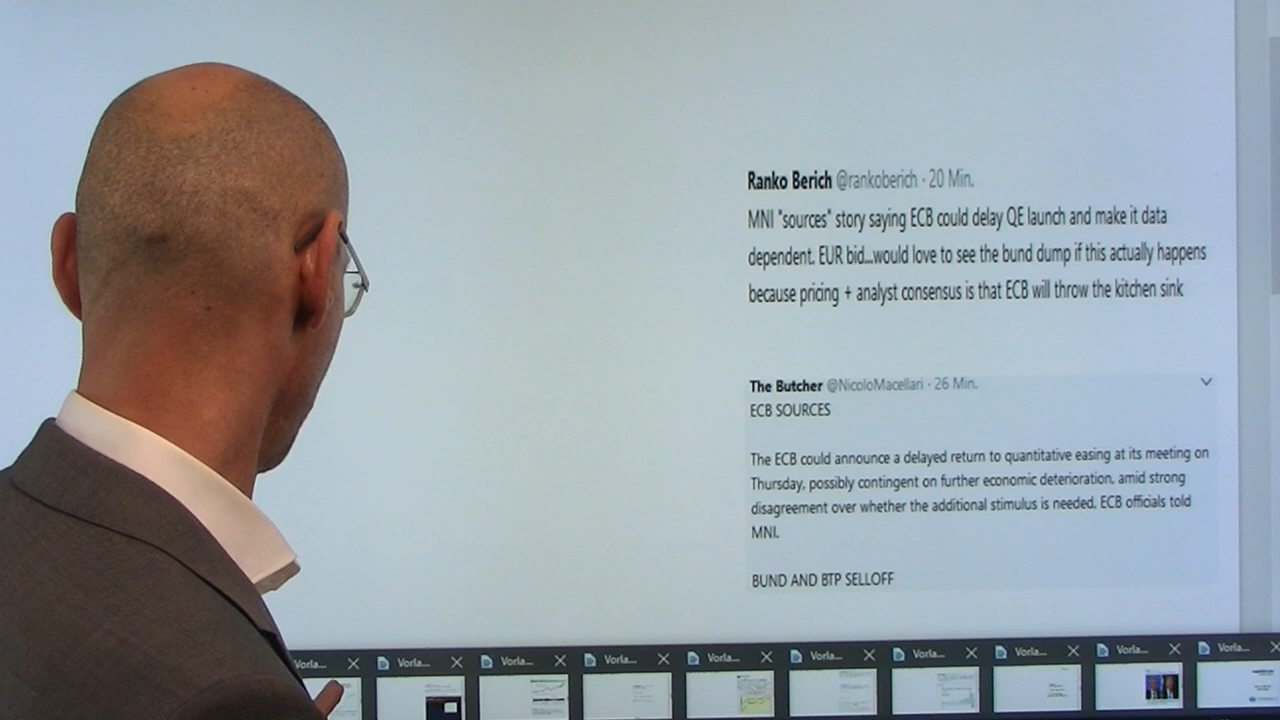 Ranko Berich @rankoberich · 20 Min.
MNI "sources" story saying ECB could delay QE launch and make it data
dependent. EUR bid...would love to see the bund dump if this actually happens
because pricing + analyst consensus is that ECB will throw the kitchen sink
The Butcher @NicoloMacellari · 26 Min.
ECB SOURCES
The ECB could announce a delayed return to quantitative easing at its meeting on
Thursday, possibly contingent on further economic deterioration, amid strong
disagreement over whether the additional stimulus is needed, ECB officials told
MNI.
BUND AND BTP SELLOFF
Vorla... Vorla... Vorla... Vorla... Vorla... Vorla... Vorla... Vorla... Vorla... Vorla...